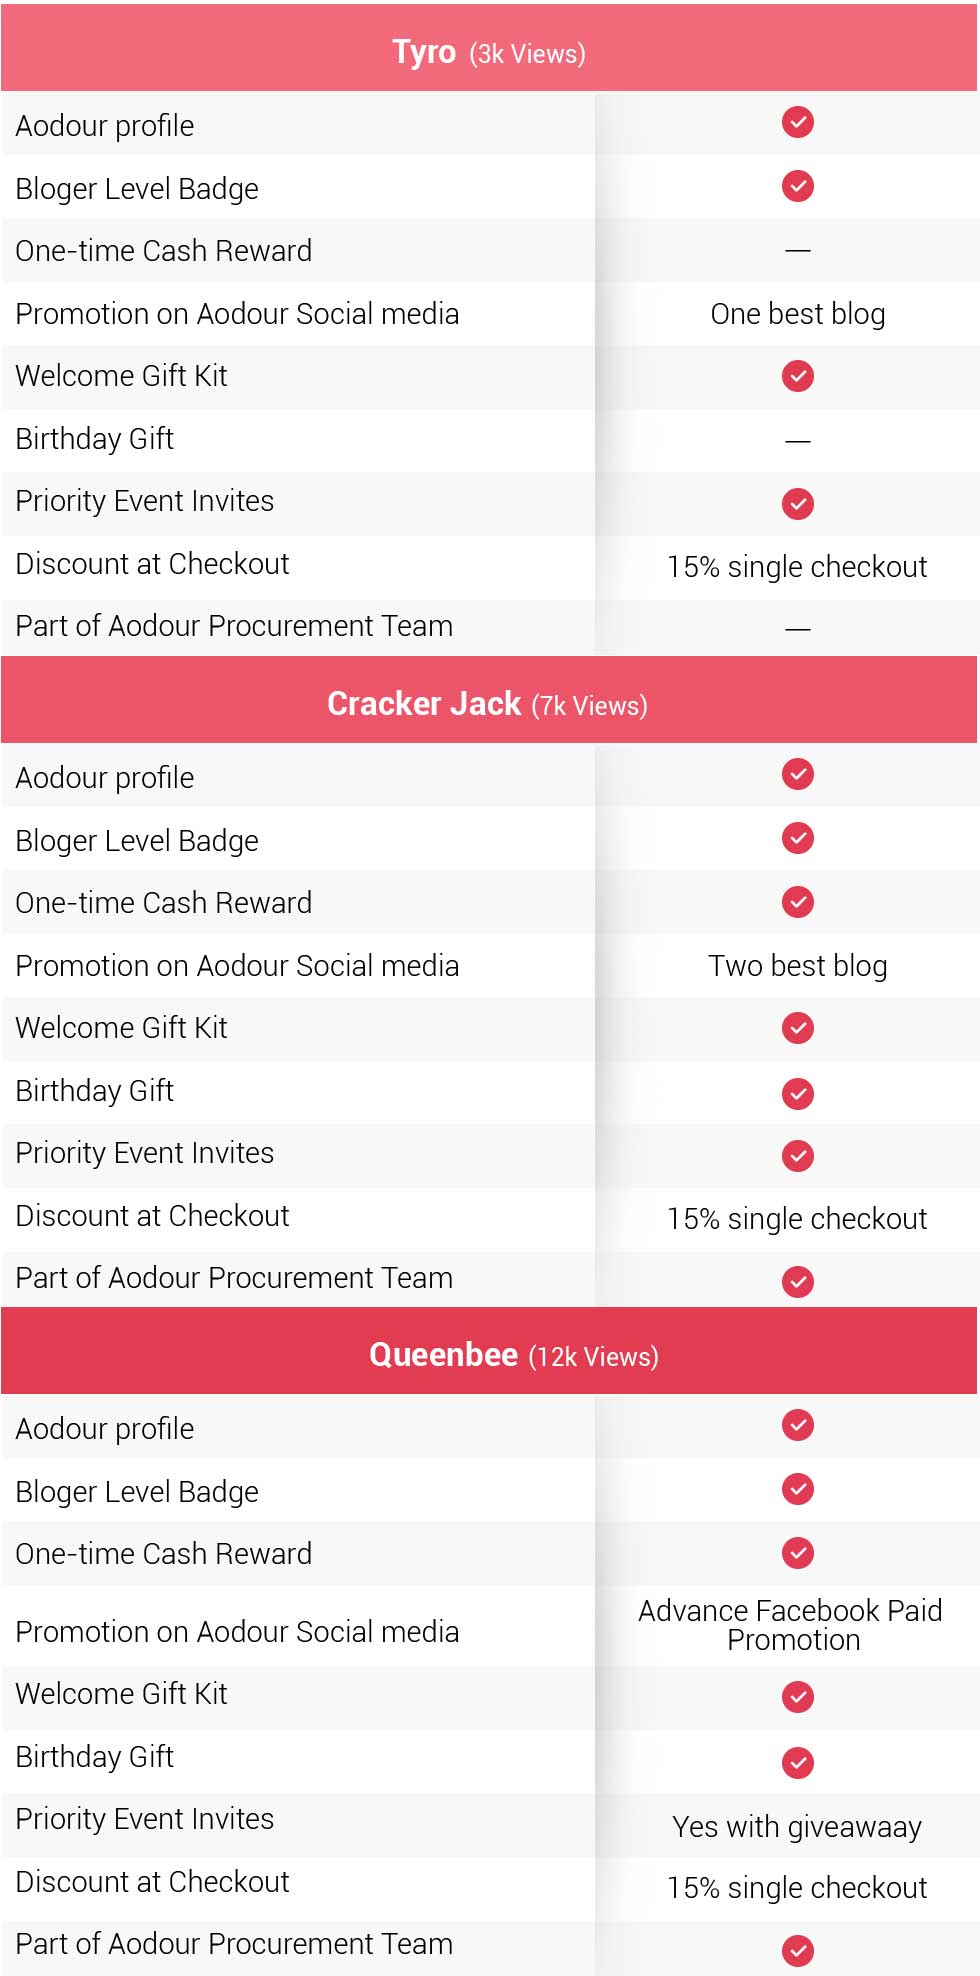 Tyro (3k Views)
Aodour profile
Bloger Level Badge
One-time Cash Reward —
Promotion on Aodour Social media One best blog
Welcome Gift Kit
Birthday Gift —
Priority Event Invites
Discount at Checkout 15% single checkout
Part of Aodour Procurement Team —
Cracker Jack (7k Views)
Aodour profile
Bloger Level Badge
One-time Cash Reward
Promotion on Aodour Social media Two best blog
Welcome Gift Kit
Birthday Gift
Priority Event Invites
Discount at Checkout 15% single checkout
Part of Aodour Procurement Team
Queenbee (12k Views)
Aodour profile
Bloger Level Badge
One-time Cash Reward
Promotion on Aodour Social media
Advance Facebook Paid
Promotion
Welcome Gift Kit
Birthday Gift
Priority Event Invites Yes with giveawaay
Discount at Checkout 15% single checkout
Part of Aodour Procurement Team